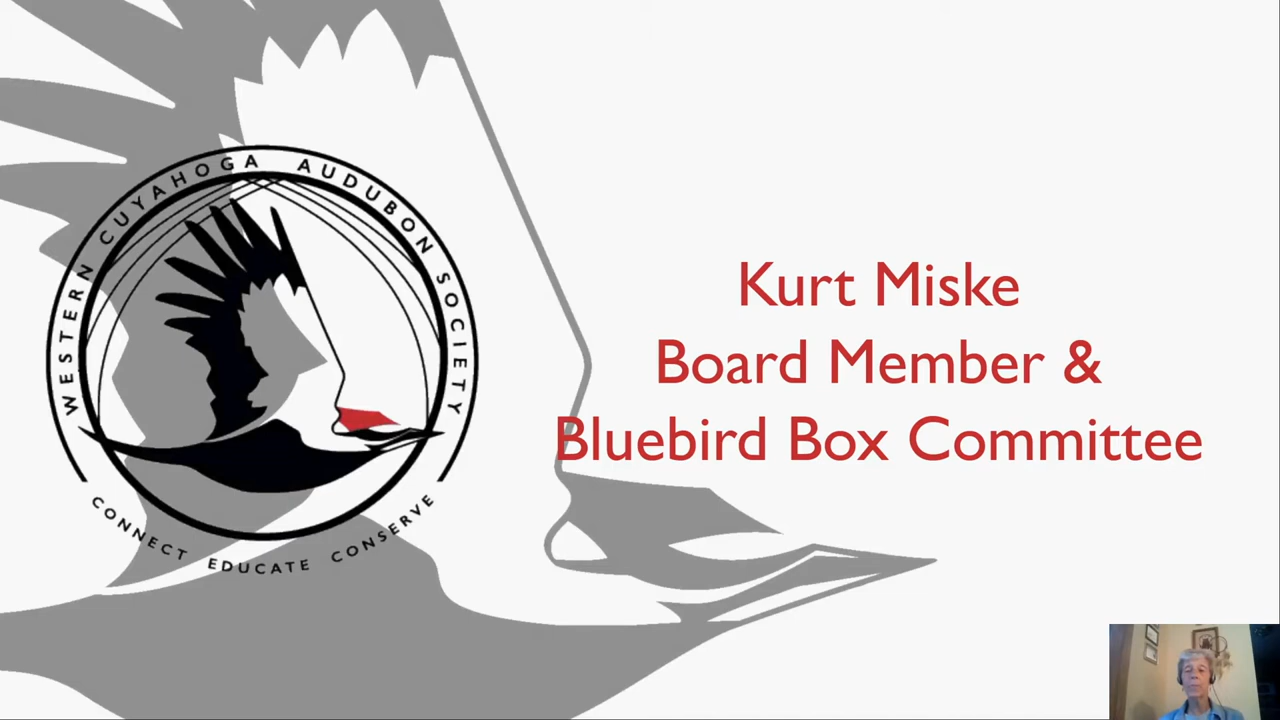 WESTERN CUYAHOGA AUDUBON SOCIETY
CONNECT EDUCATE CONSERVE
Kurt Miske
Board Member &
Bluebird Box Committee